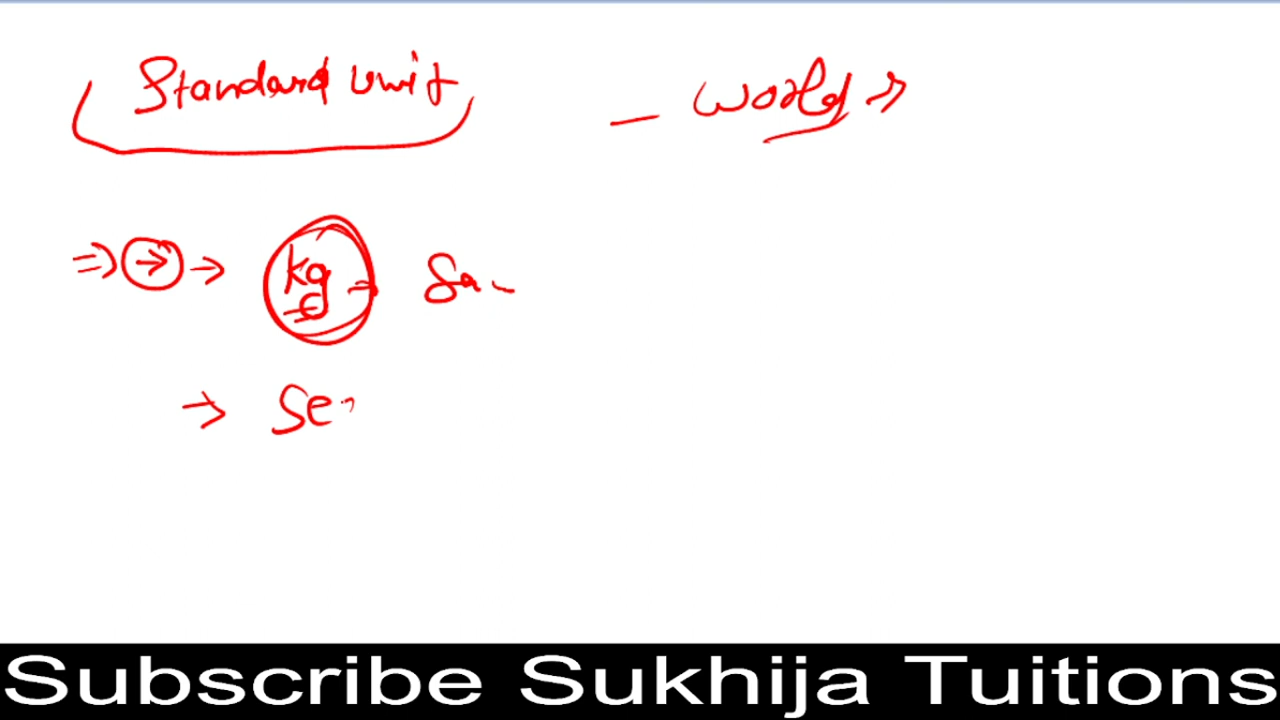 Standard unit - world
=> → → kg → Sa
→ Se
Subscribe Sukhija Tuitions